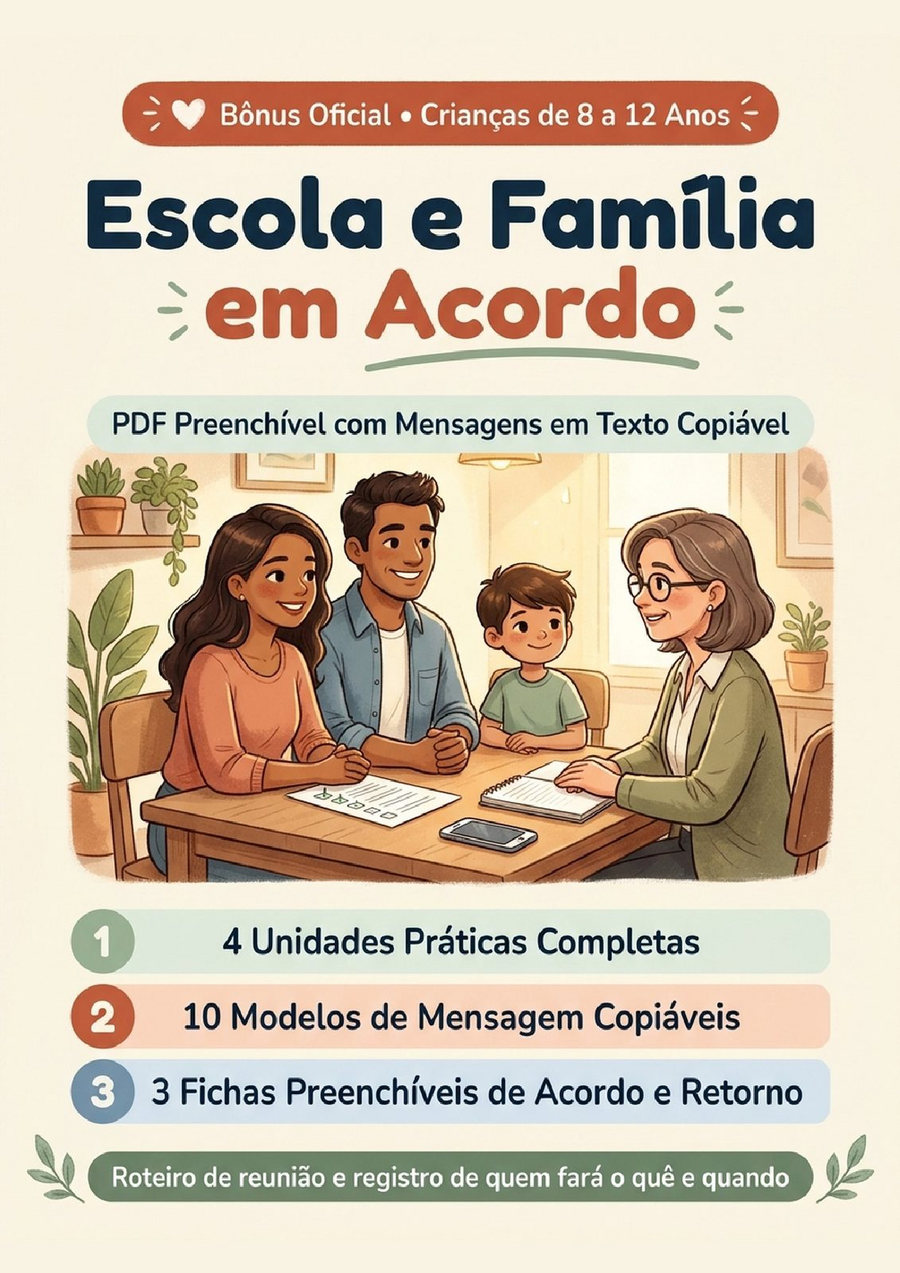 Bônus Oficial • Crianças de 8 a 12 Anos
Escola e Família
em Acordo
PDF Preenchível com Mensagens em Texto Copiável
1 4 Unidades Práticas Completas
2 10 Modelos de Mensagem Copiáveis
3 3 Fichas Preenchíveis de Acordo e Retorno
Roteiro de reunião e registro de quem fará o quê e quando